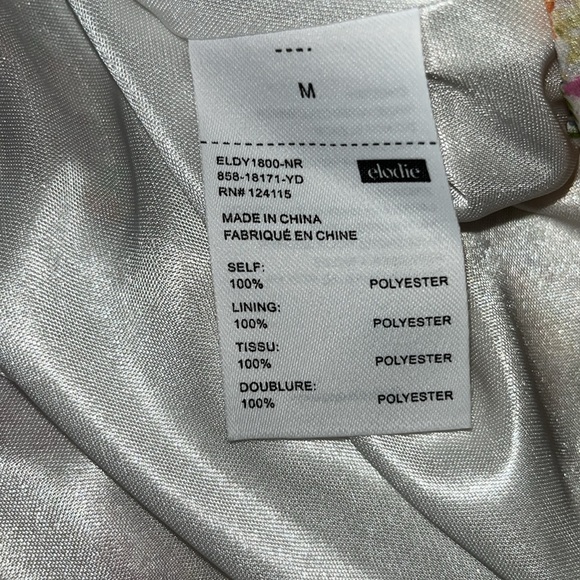 M
ELDY1800-NR
858-18171-YD
RN# 124115
elodie
MADE IN CHINA
FABRIQUÉ EN CHINE
SELF:
100% POLYESTER
LINING:
100% POLYESTER
TISSU:
100% POLYESTER
DOUBLURE:
100% POLYESTER